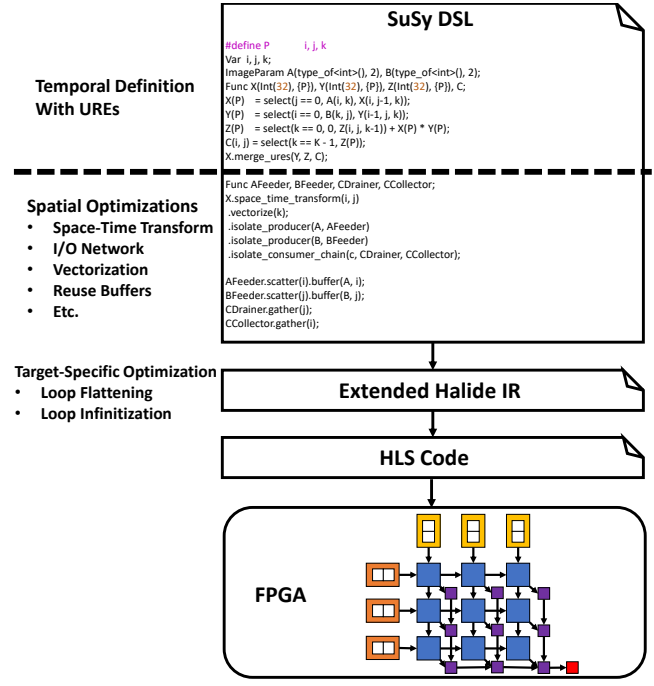 SuSy DSL
#define P i, j, k
Var i, j, k;
ImageParam A(type_of<int>(), 2), B(type_of<int>(), 2);
Func X(Int(32), {P}), Y(Int(32), {P}), Z(Int(32), {P}), C;
X(P) = select(j == 0, A(i, k), X(i, j-1, k));
Y(P) = select(i == 0, B(k, j), Y(i-1, j, k));
Z(P) = select(k == 0, 0, Z(i, j, k-1)) + X(P) * Y(P);
C(i, j) = select(k == K - 1, Z(P));
X.merge_ures(Y, Z, C);
Temporal Definition
With UREs
Func AFeeder, BFeeder, CDrainer, CCollector;
X.space_time_transform(i, j)
.vectorize(k);
.isolate_producer(A, AFeeder)
.isolate_producer(B, BFeeder)
.isolate_consumer_chain(c, CDrainer, CCollector);
AFeeder.scatter(i).buffer(A, i);
BFeeder.scatter(j).buffer(B, j);
CDrainer.gather(j);
CCollector.gather(i);
Spatial Optimizations
• Space-Time Transform
• I/O Network
• Vectorization
• Reuse Buffers
• Etc.
Target-Specific Optimization
• Loop Flattening
• Loop Infinitization
Extended Halide IR
HLS Code
FPGA